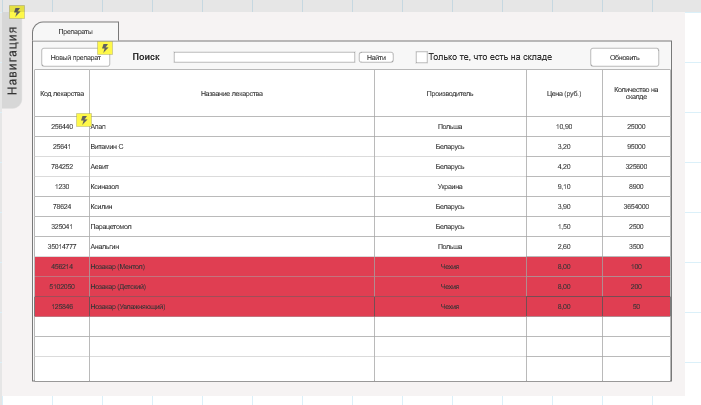 Навигация
Препараты
Новый препарат Поиск Найти Только те, что есть на складе Обновить
Код лекарства Название лекарства Производитель Цена (руб.) Количество на скалде
256440 Апап Польша 10,90 25000
25641 Витамин С Беларусь 3,20 95000
784252 Аевит Беларусь 4,20 325600
1230 Ксиназол Украина 9,10 8900
78624 Ксилин Беларусь 3,90 3654000
325041 Парацетомол Беларусь 1,50 2500
35014777 Анальгин Польша 2,60 3500
456214 Нозакар (Ментол) Чехия 8,00 100
5102050 Нозакар (Детский) Чехия 8,00 200
125546 Нозакар (Увлажняющий) Чехия 8,00 50